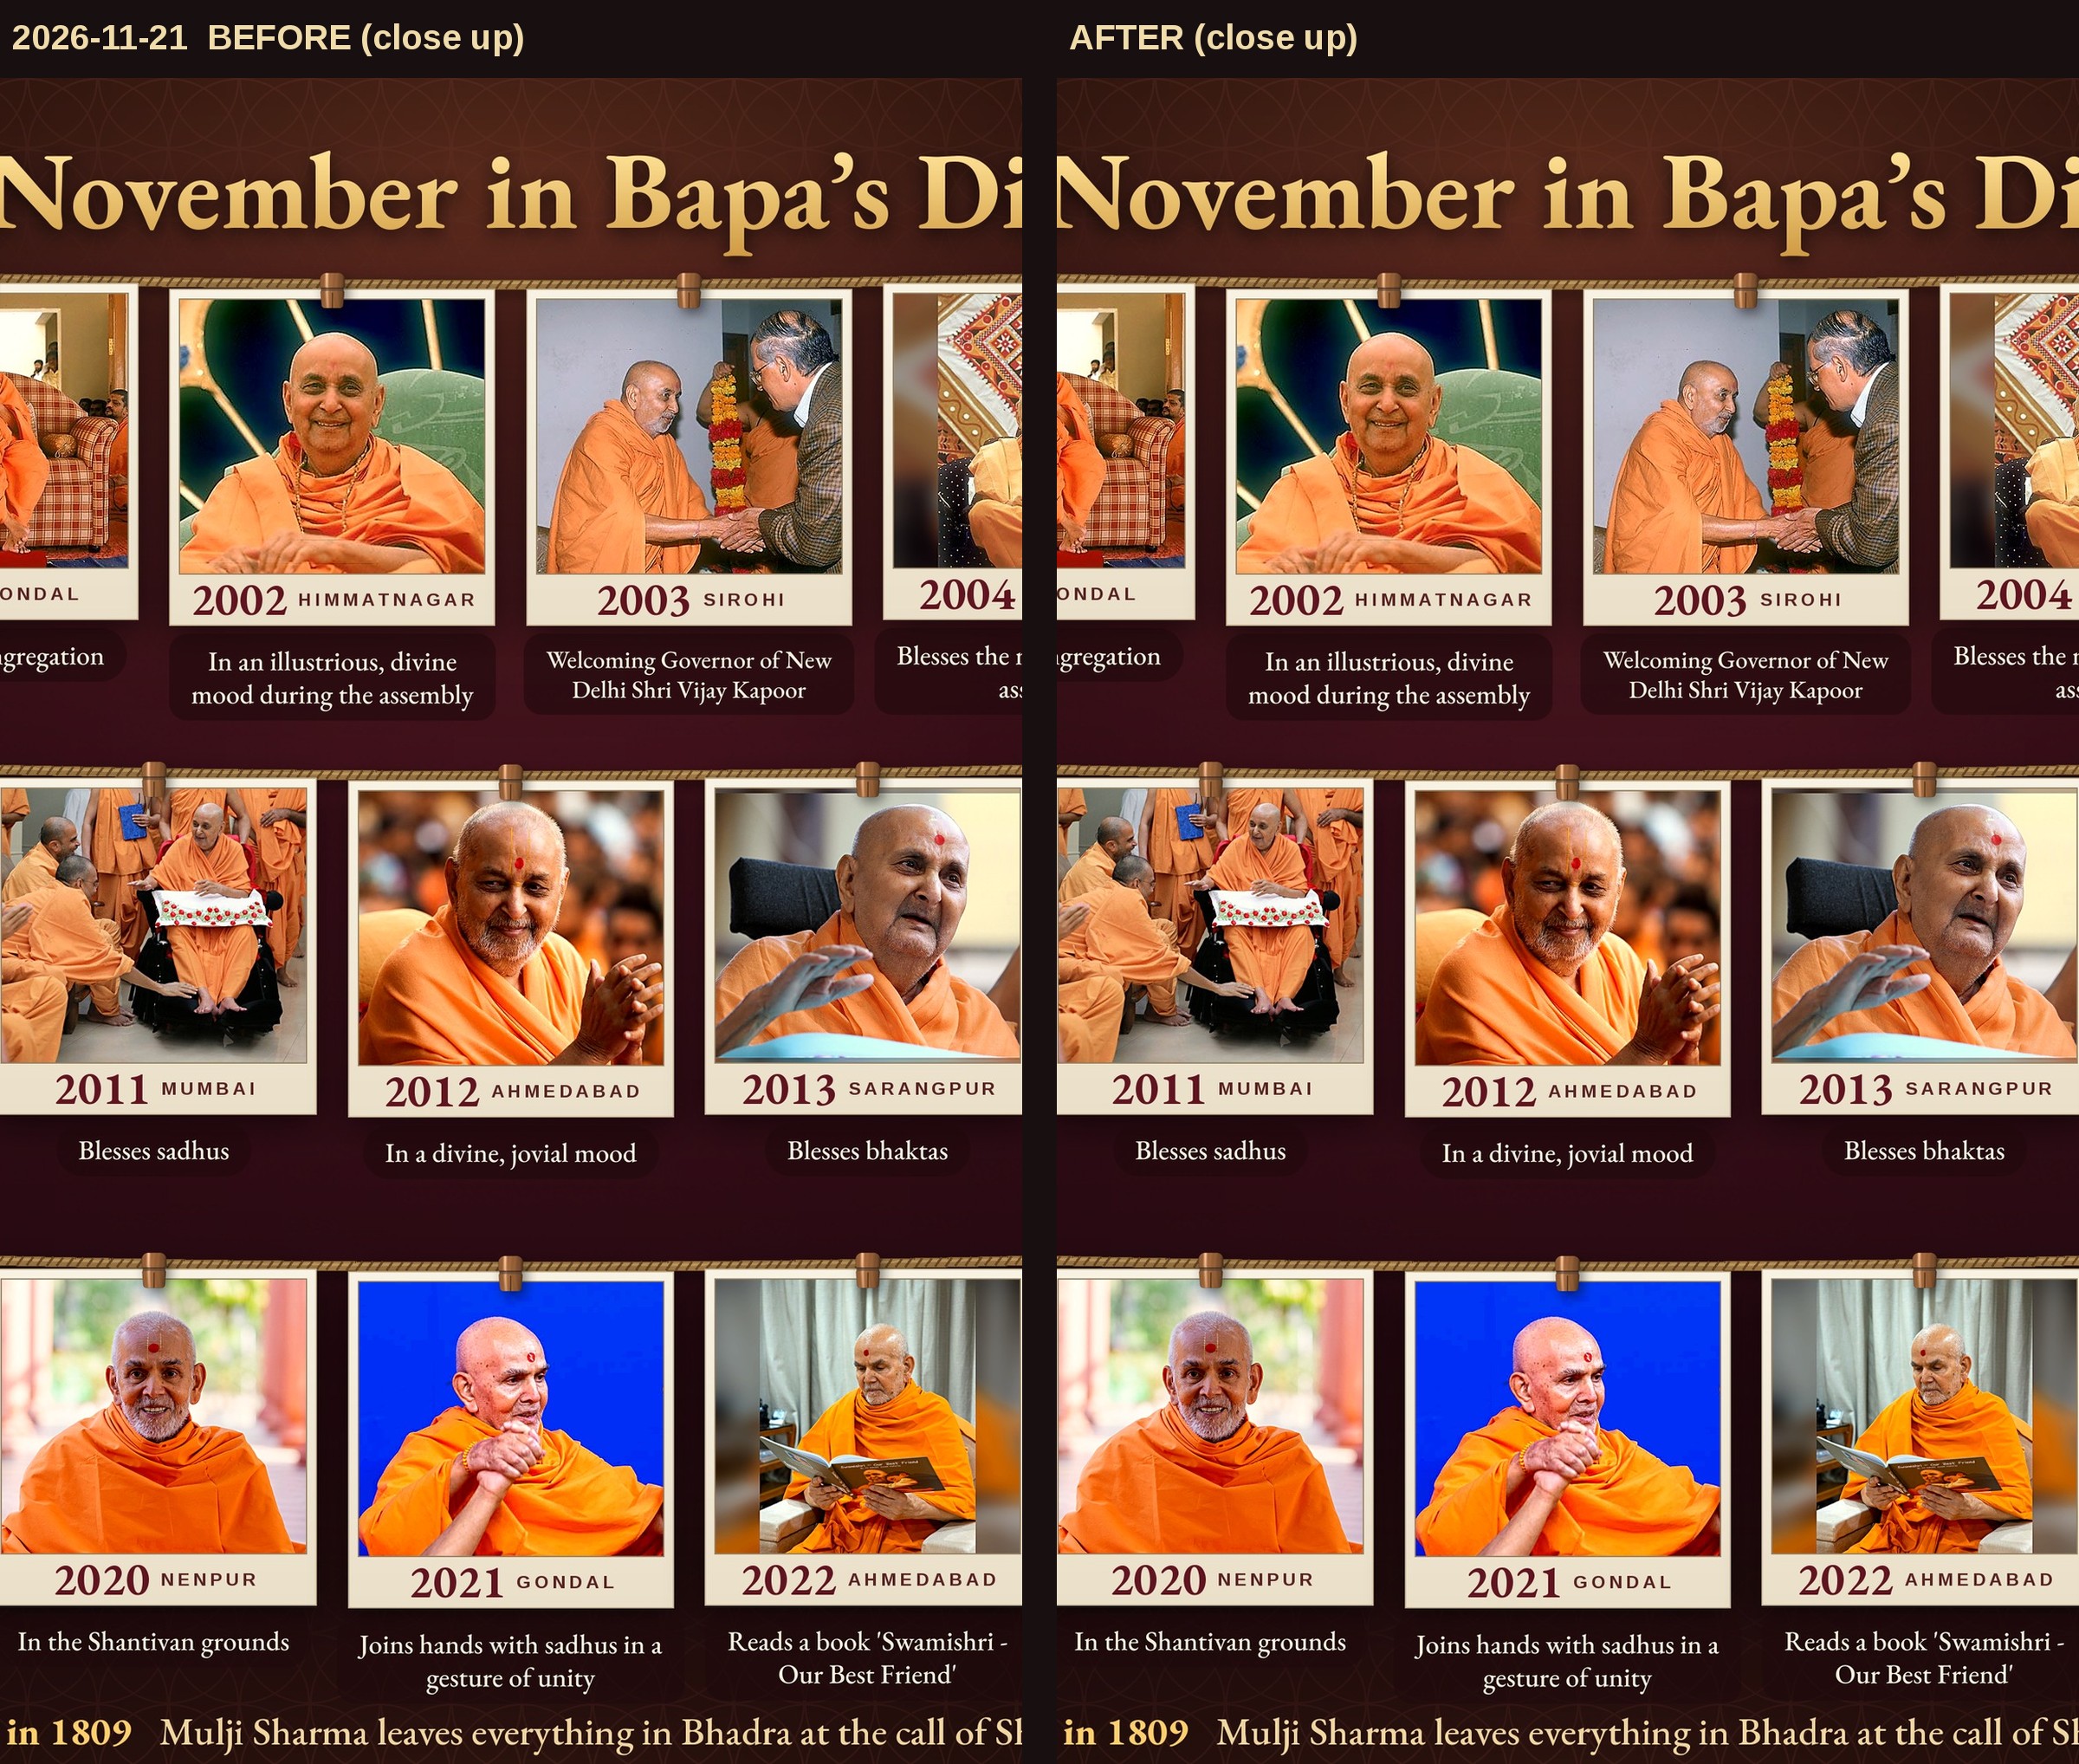 2026-11-21 BEFORE (close up)
November in Bapa’s Di
ONDAL
2002 HIMMATNAGAR
2003 SIROHI
2004
gregation
In an illustrious, divine
mood during the assembly
Welcoming Governor of New
Delhi Shri Vijay Kapoor
Blesses the
2011 MUMBAI
2012 AHMEDABAD
2013 SARANGPUR
Blesses sadhus
In a divine, jovial mood
Blesses bhaktas
2020 NENPUR
2021 GONDAL
2022 AHMEDABAD
In the Shantivan grounds
Joins hands with sadhus in a
gesture of unity
Reads a book 'Swamishri -
Our Best Friend'
in 1809 Mulji Sharma leaves everything in Bhadra at the call of
AFTER (close up)
November in Bapa’s Di
ONDAL
2002 HIMMATNAGAR
2003 SIROHI
2004
gregation
In an illustrious, divine
mood during the assembly
Welcoming Governor of New
Delhi Shri Vijay Kapoor
Blesses the
2011 MUMBAI
2012 AHMEDABAD
2013 SARANGPUR
Blesses sadhus
In a divine, jovial mood
Blesses bhaktas
2020 NENPUR
2021 GONDAL
2022 AHMEDABAD
In the Shantivan grounds
Joins hands with sadhus in a
gesture of unity
Reads a book 'Swamishri -
Our Best Friend'
in 1809 Mulji Sharma leaves everything in Bhadra at the call of